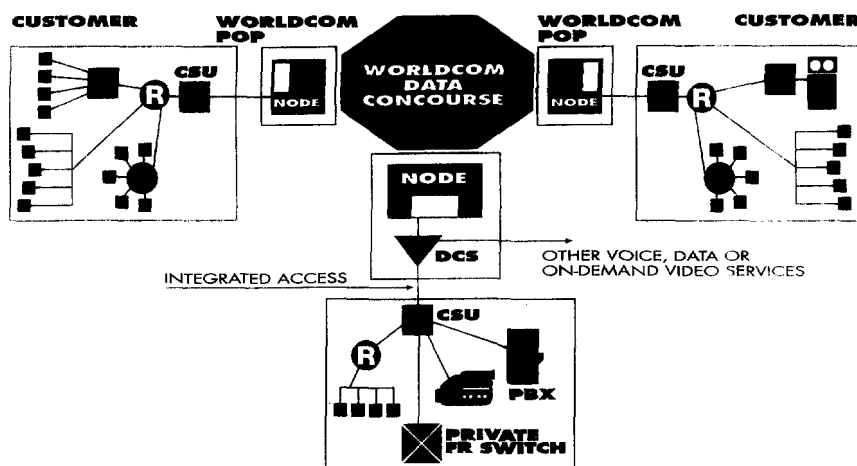 CUSTOMER
WORLDCOM
POP
WORLDCOM
POP
CUSTOMER
CSU
R
NODE
WORLDCOM
DATA
CONCOURSE
NODE
CSU
R
NODE
DCS
OTHER VOICE, DATA OR
ON-DEMAND VIDEO SERVICES
INTEGRATED ACCESS
CSU
R
PBX
PRIVATE
FR SWITCH